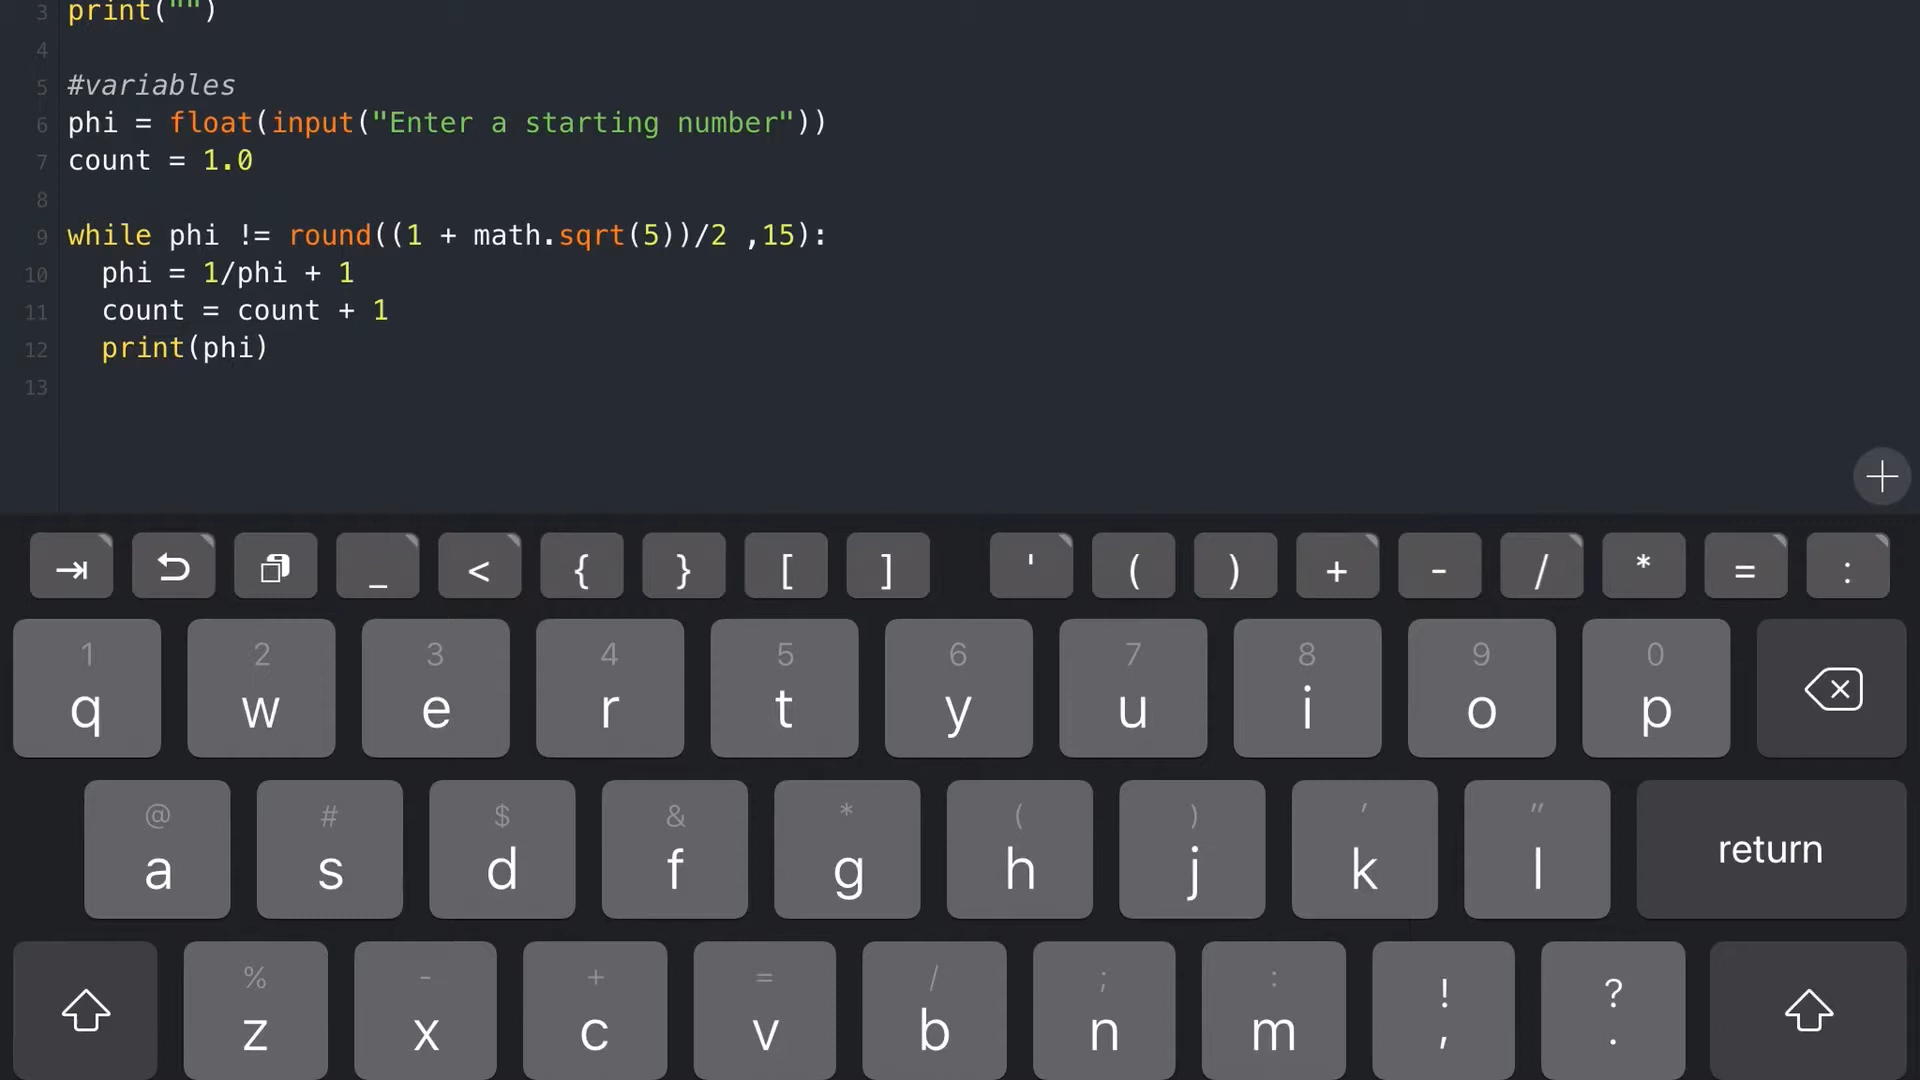 3 print("")
4
5 #variables
6 phi = float(input("Enter a starting number"))
7 count = 1.0
8
9 while phi != round((1 + math.sqrt(5))/2 ,15):
10 phi = 1/phi + 1
11 count = count + 1
12 print(phi)
13
_ < { } [ ] ' ( ) + - / * = :
1 2 3 4 5 6 7 8 9 0
q w e r t y u i o p
@ # $ & * ( ) ' "
a s d f g h j k l return
% - + = / ; : ! ?
z x c v b n m , .